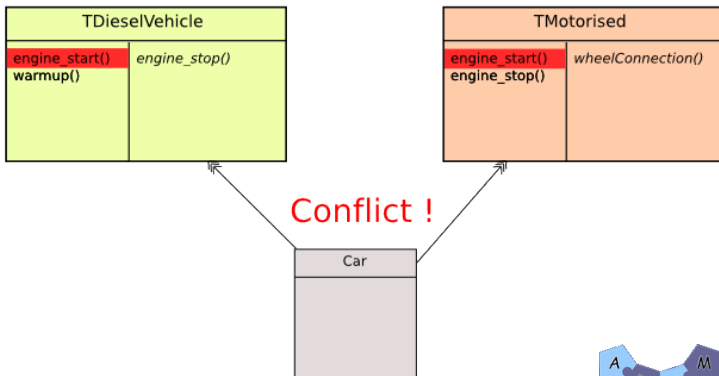 TDieselVehicle
engine_start()
warmup()
engine_stop()
TMotorised
engine_start()
engine_stop()
wheelConnection()
Conflict !
Car
A
M